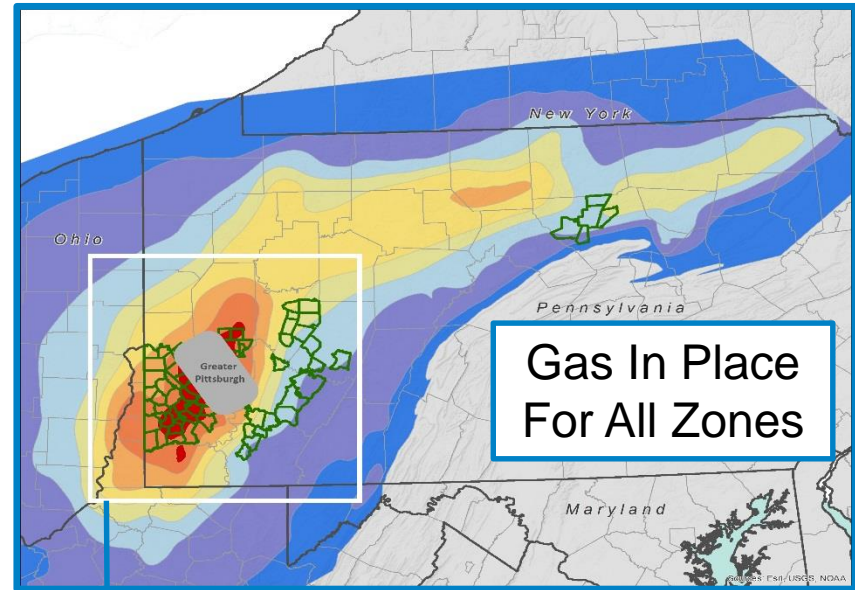 New York
Ohio
Pennsylvania
Greater
Pittsburgh
Gas In Place
For All Zones
Maryland
Sources: Esri, USGS, NOAA